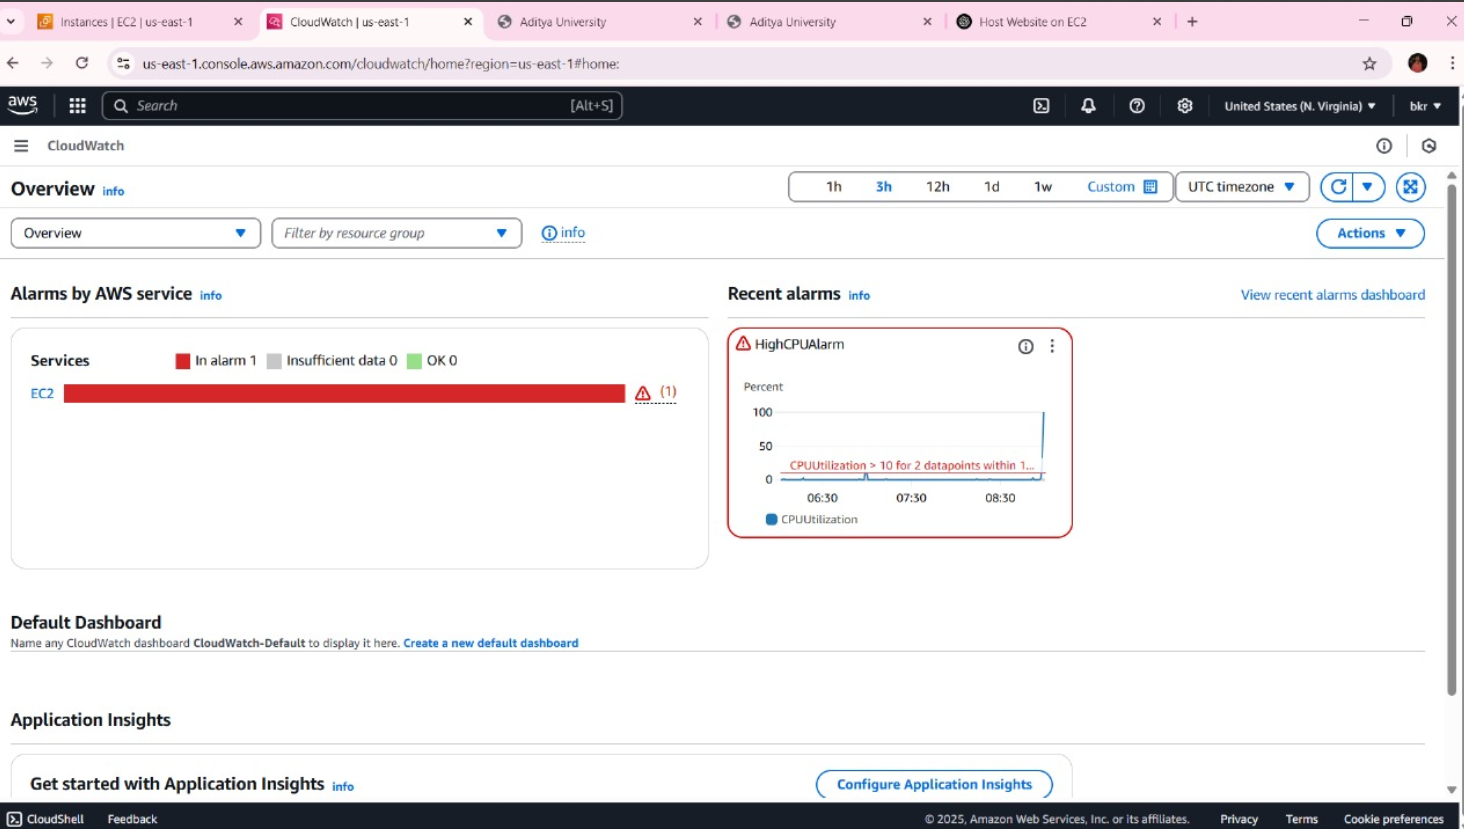 Instances | EC2 | us-east-1
CloudWatch | us-east-1
Aditya University
Aditya University
Host Website on EC2
us-east-1.console.aws.amazon.com/cloudwatch/home?region=us-east-1#home:
aws
Search
[Alt+S]
United States (N. Virginia)
bkr
CloudWatch
Overview info
1h 3h 12h 1d 1w Custom
UTC timezone
Overview
Filter by resource group
info
Actions
Alarms by AWS service info
Services
In alarm 1 Insufficient data 0 OK 0
EC2
(1)
Recent alarms info
View recent alarms dashboard
HighCPUAlarm
Percent
100
50
CPUUtilization > 10 for 2 datapoints within 1...
0
06:30 07:30 08:30
CPUUtilization
Default Dashboard
Name any CloudWatch dashboard CloudWatch-Default to display it here. Create a new default dashboard
Application Insights
Get started with Application Insights info
Configure Application Insights
CloudShell Feedback
© 2025, Amazon Web Services, Inc. or its affiliates. Privacy Terms Cookie preferences